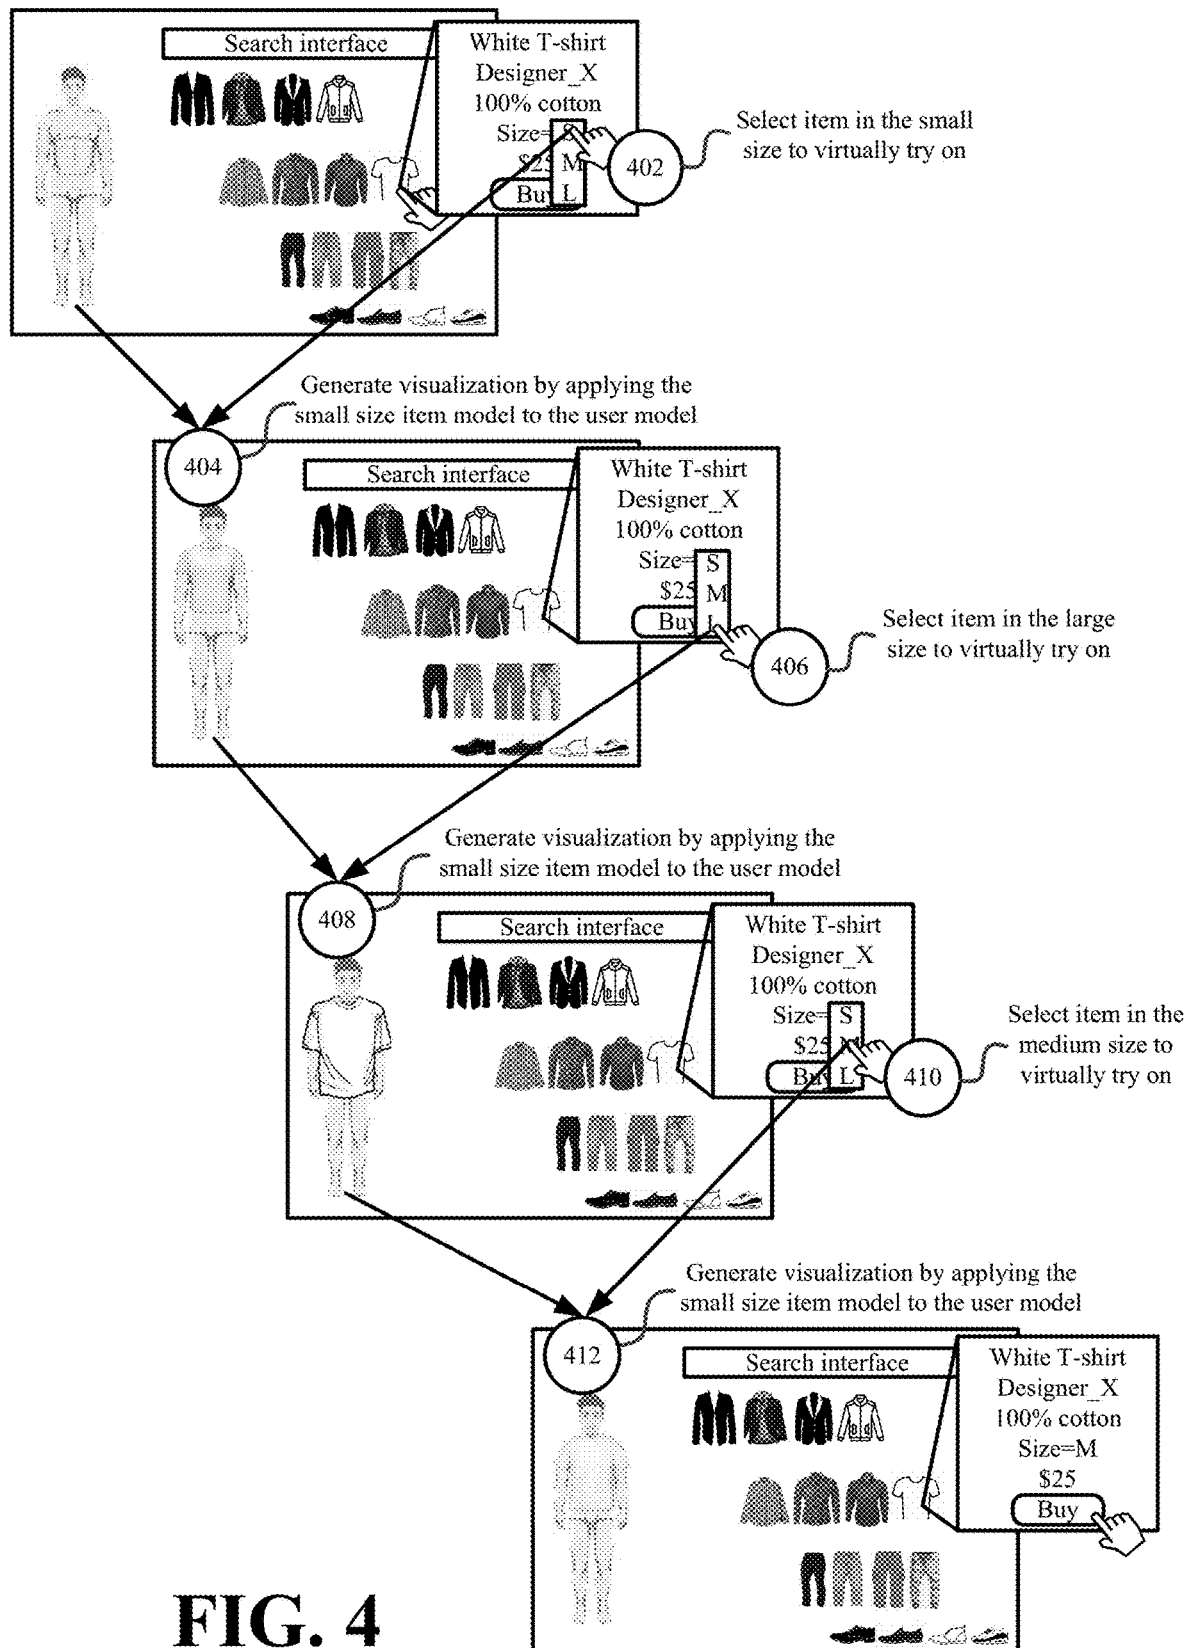 Search interface
White T-shirt
Designer_X
100% cotton
Size= S
$25 M
Buy L
402
Select item in the small
size to virtually try on
Generate visualization by applying the
small size item model to the user model
404
Search interface
White T-shirt
Designer_X
100% cotton
Size= S
$25 M
Buy L
406
Select item in the large
size to virtually try on
Generate visualization by applying the
small size item model to the user model
408
Search interface
White T-shirt
Designer_X
100% cotton
Size= S
$25
Buy L
410
Select item in the
medium size to
virtually try on
Generate visualization by applying the
small size item model to the user model
412
Search interface
White T-shirt
Designer_X
100% cotton
Size=M
$25
Buy
FIG. 4